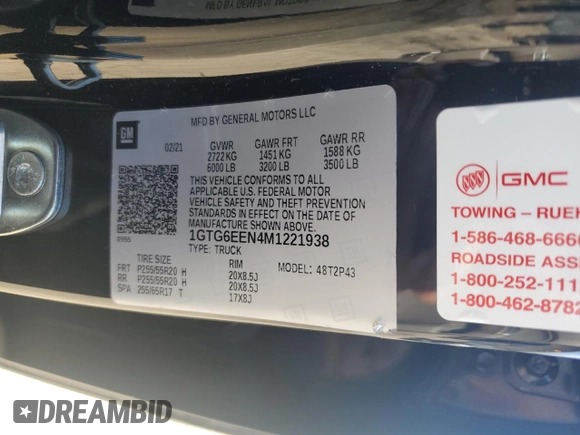 GM
MFD BY GENERAL MOTORS LLC
02/21
GVWR GAWR FRT GAWR RR
2722 KG 1451 KG 1588 KG
6000 LB 3200 LB 3500 LB
THIS VEHICLE CONFORMS TO ALL
APPLICABLE U.S. FEDERAL MOTOR
VEHICLE SAFETY AND THEFT PREVENTION
STANDARDS IN EFFECT ON THE DATE OF
MANUFACTURE SHOWN ABOVE.
1GTG6EEN4M1221938
TYPE: TRUCK
TIRE SIZE RIM MODEL: 48T2P43
FRT P255/55R20 H 20X8.5J
RR P255/55R20 H 20X8.5J
SPA 255/65R17 T 17X8J
GMC
TOWING -
1-586-468-6666
ROADSIDE
1-800-252-111
1-800-462-8782
DREAMBID